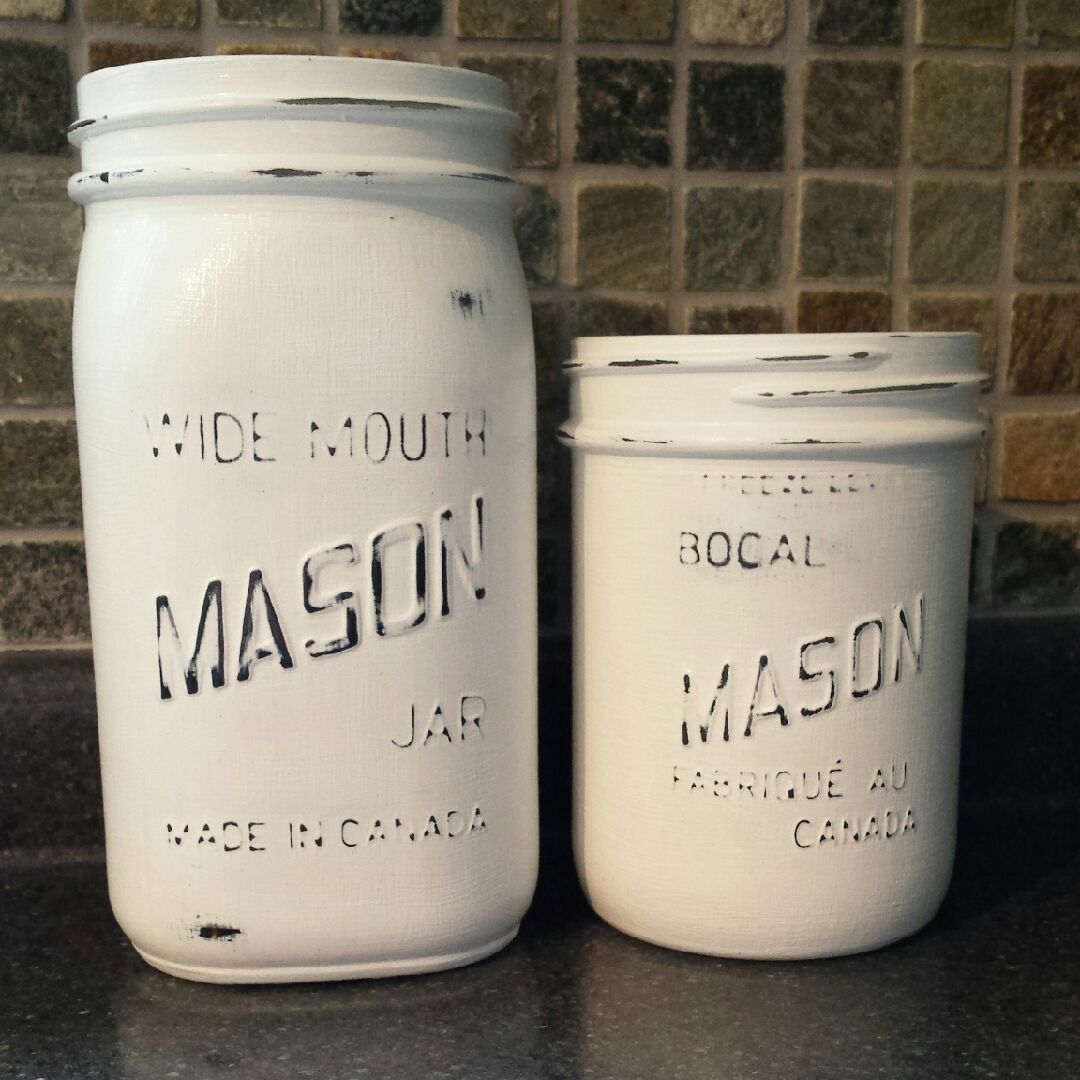 WIDE MOUTH
MASON
JAR
MADE IN CANADA
BOCAL
MASON
FABRIQUÉ AU
CANADA